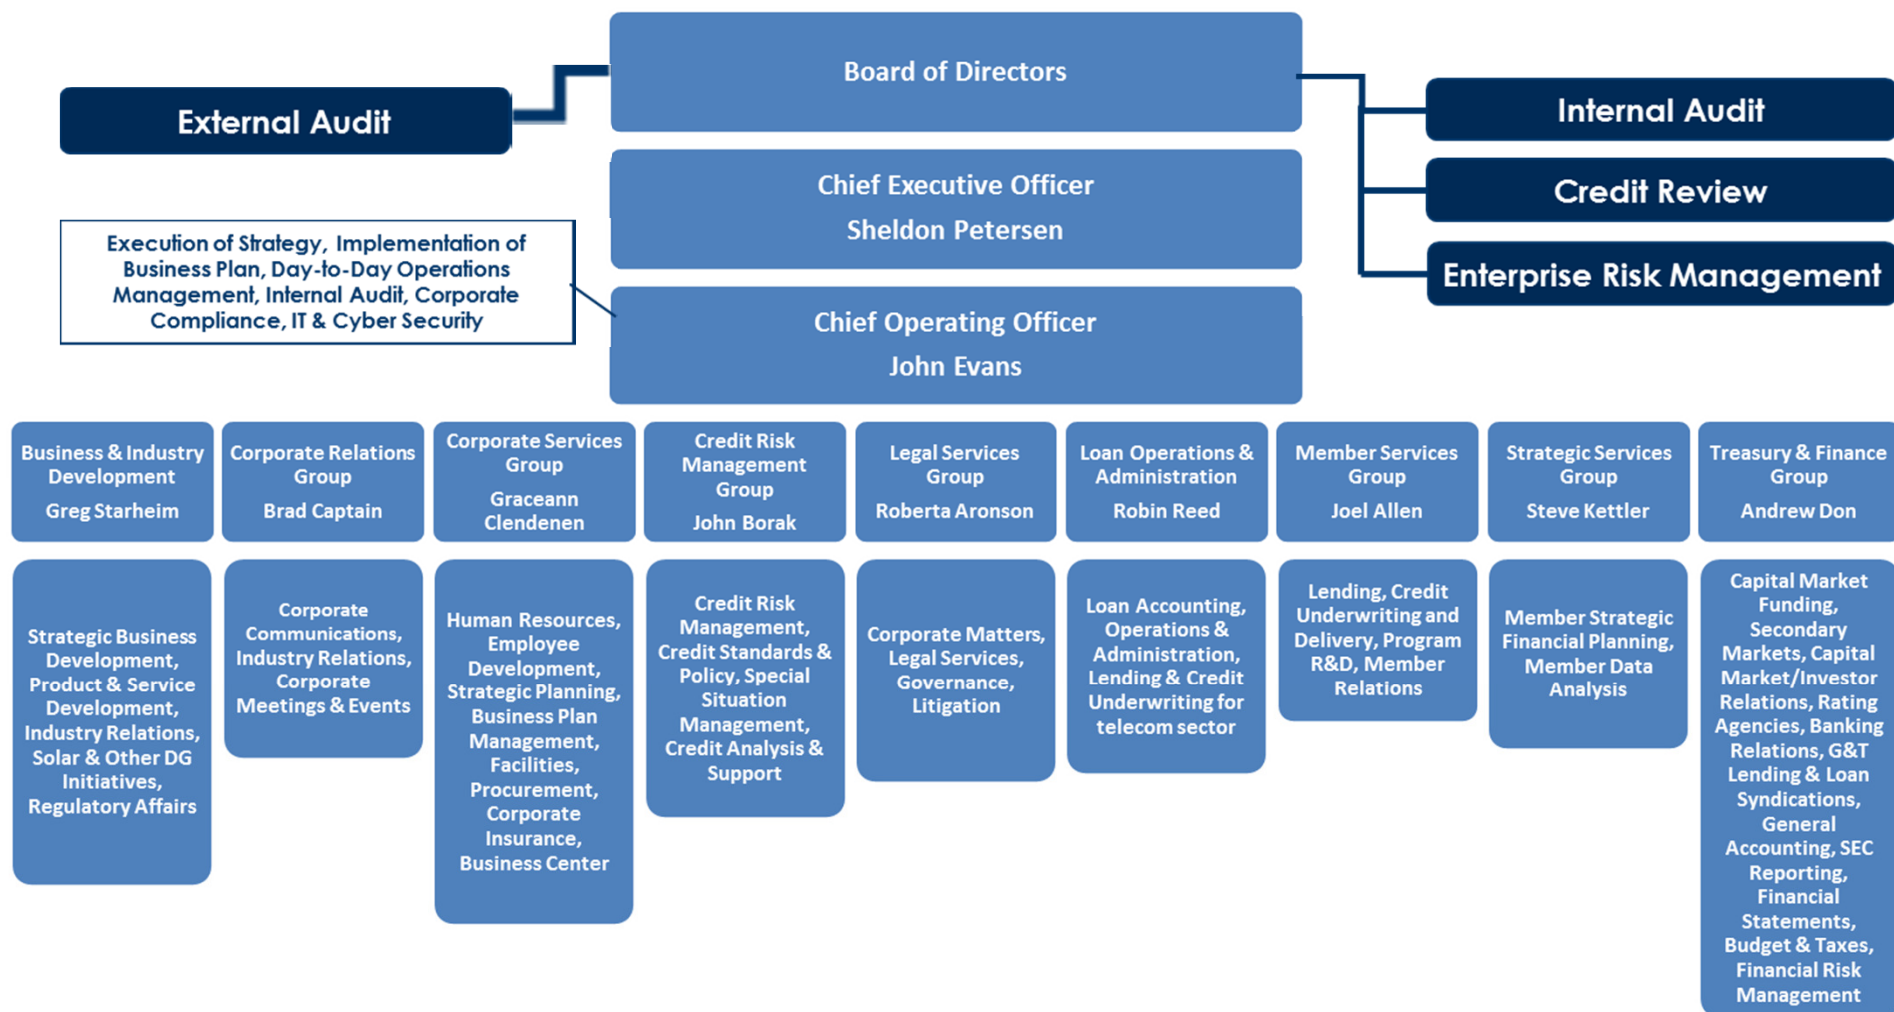 Board of Directors
External Audit
Internal Audit
Credit Review
Enterprise Risk Management
Chief Executive Officer
Sheldon Petersen
Execution of Strategy, Implementation of
Business Plan, Day-to-Day Operations
Management, Internal Audit, Corporate
Compliance, IT & Cyber Security
Chief Operating Officer
John Evans
Business & Industry
Development
Greg Starheim
Corporate Relations
Group
Brad Captain
Corporate Services
Group
Graceann
Clendenen
Credit Risk
Management
Group
John Borak
Legal Services
Group
Roberta Aronson
Loan Operations &
Administration
Robin Reed
Member Services
Group
Joel Allen
Strategic Services
Group
Steve Kettler
Treasury & Finance
Group
Andrew Don
Strategic Business
Development,
Product & Service
Development,
Industry Relations,
Solar & Other DG
Initiatives,
Regulatory Affairs
Corporate
Communications,
Industry Relations,
Corporate
Meetings & Events
Human Resources,
Employee
Development,
Strategic Planning,
Business Plan
Management,
Facilities,
Procurement,
Corporate
Insurance,
Business Center
Credit Risk
Management,
Credit Standards &
Policy, Special
Situation
Management,
Credit Analysis &
Support
Corporate Matters,
Legal Services,
Governance,
Litigation
Loan Accounting,
Operations &
Administration,
Lending & Credit
Underwriting for
telecom sector
Lending, Credit
Underwriting and
Delivery, Program
R&D, Member
Relations
Member Strategic
Financial Planning,
Member Data
Analysis
Capital Market
Funding,
Secondary
Markets, Capital
Market/Investor
Relations, Rating
Agencies, Banking
Relations, G&T
Lending & Loan
Syndications,
General
Accounting, SEC
Reporting,
Financial
Statements,
Budget & Taxes,
Financial Risk
Management